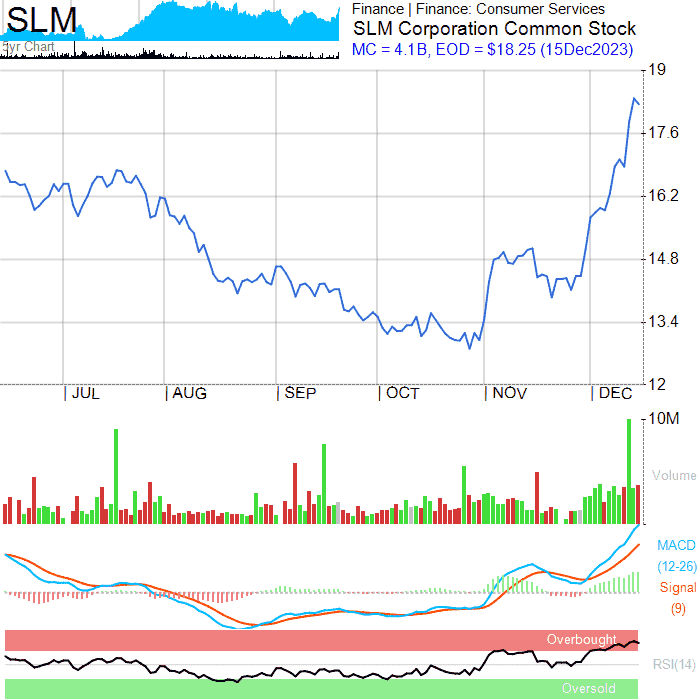 SLM
5yr Chart
Finance | Finance: Consumer Services
SLM Corporation Common Stock
MC = 4.1B, EOD = $18.25 (15Dec2023)
19
17.6
16.2
14.8
13.4
12
JUL
AUG
SEP
OCT
NOV
DEC
10M
Volume
MACD
(12-26)
Signal
(9)
Overbought
RSI(14)
Oversold